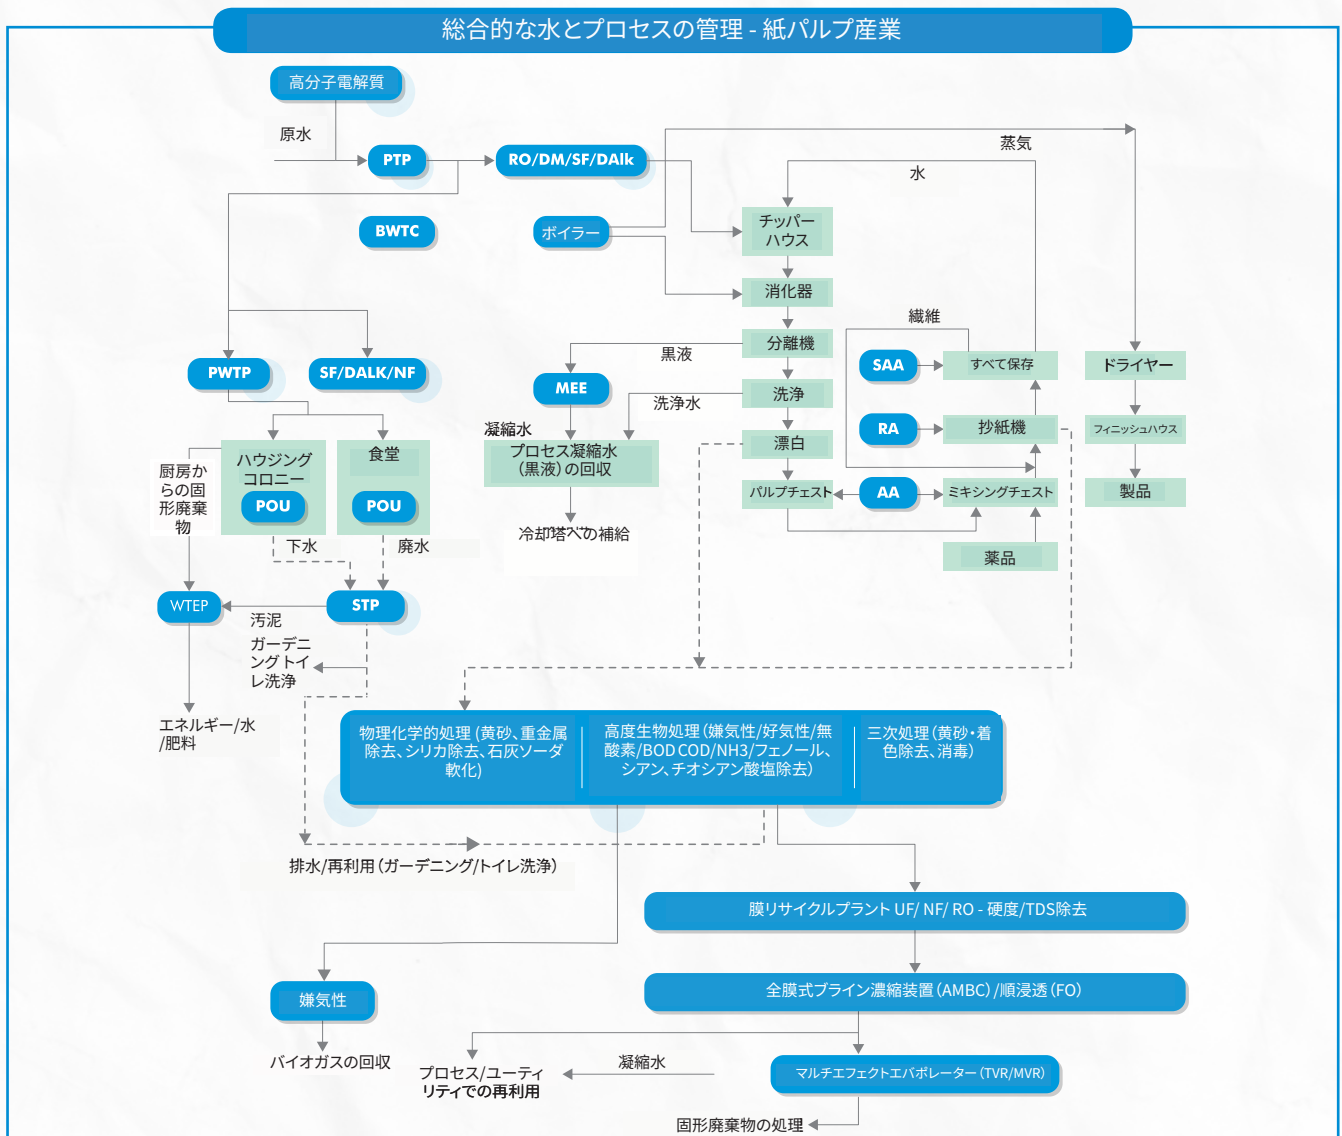 総合的な水とプロセスの管理 - 紙パルプ産業
高分子電解質
原水
PTP
RO/DM/SF/DAlk
蒸気
水
BWTC
ボイラー
チッパー
ハウス
消化器
繊維
分離機
黒液
SAA
すべて保存
ドライヤー
PWTP
SF/DALK/NF
MEE
洗浄
洗浄水
RA
抄紙機
フィニッシュハウス
凝縮水
プロセス凝縮水
(黒液)の回収
漂白
ハウジング
コロニー
POU
食堂
POU
厨房か
らの固
形廃棄
物
パルプチェスト
AA
ミキシングチェスト
製品
冷却塔への補給
下水
廃水
薬品
WTEP
STP
汚泥
ガーデニ
ングトイ
レ洗浄
エネルギー/水
/肥料
物理化学的処理 (黄砂、重金属
除去、シリカ除去、石灰ソーダ
軟化)
高度生物処理(嫌気性/好気性/無
酸素/BOD COD/NH3/フェノール、
シアン、チオシアン酸塩除去)
三次処理(黄砂・着
色除去、消毒)
排水/再利用(ガーデニング/トイレ洗浄)
膜リサイクルプラント UF/ NF/ RO - 硬度/TDS除去
全膜式ブライン濃縮装置(AMBC)/順浸透(FO)
嫌気性
バイオガスの回収
プロセス/ユーティ
リティでの再利用
凝縮水
マルチエフェクトエバポレーター(TVR/MVR)
固形廃棄物の処理